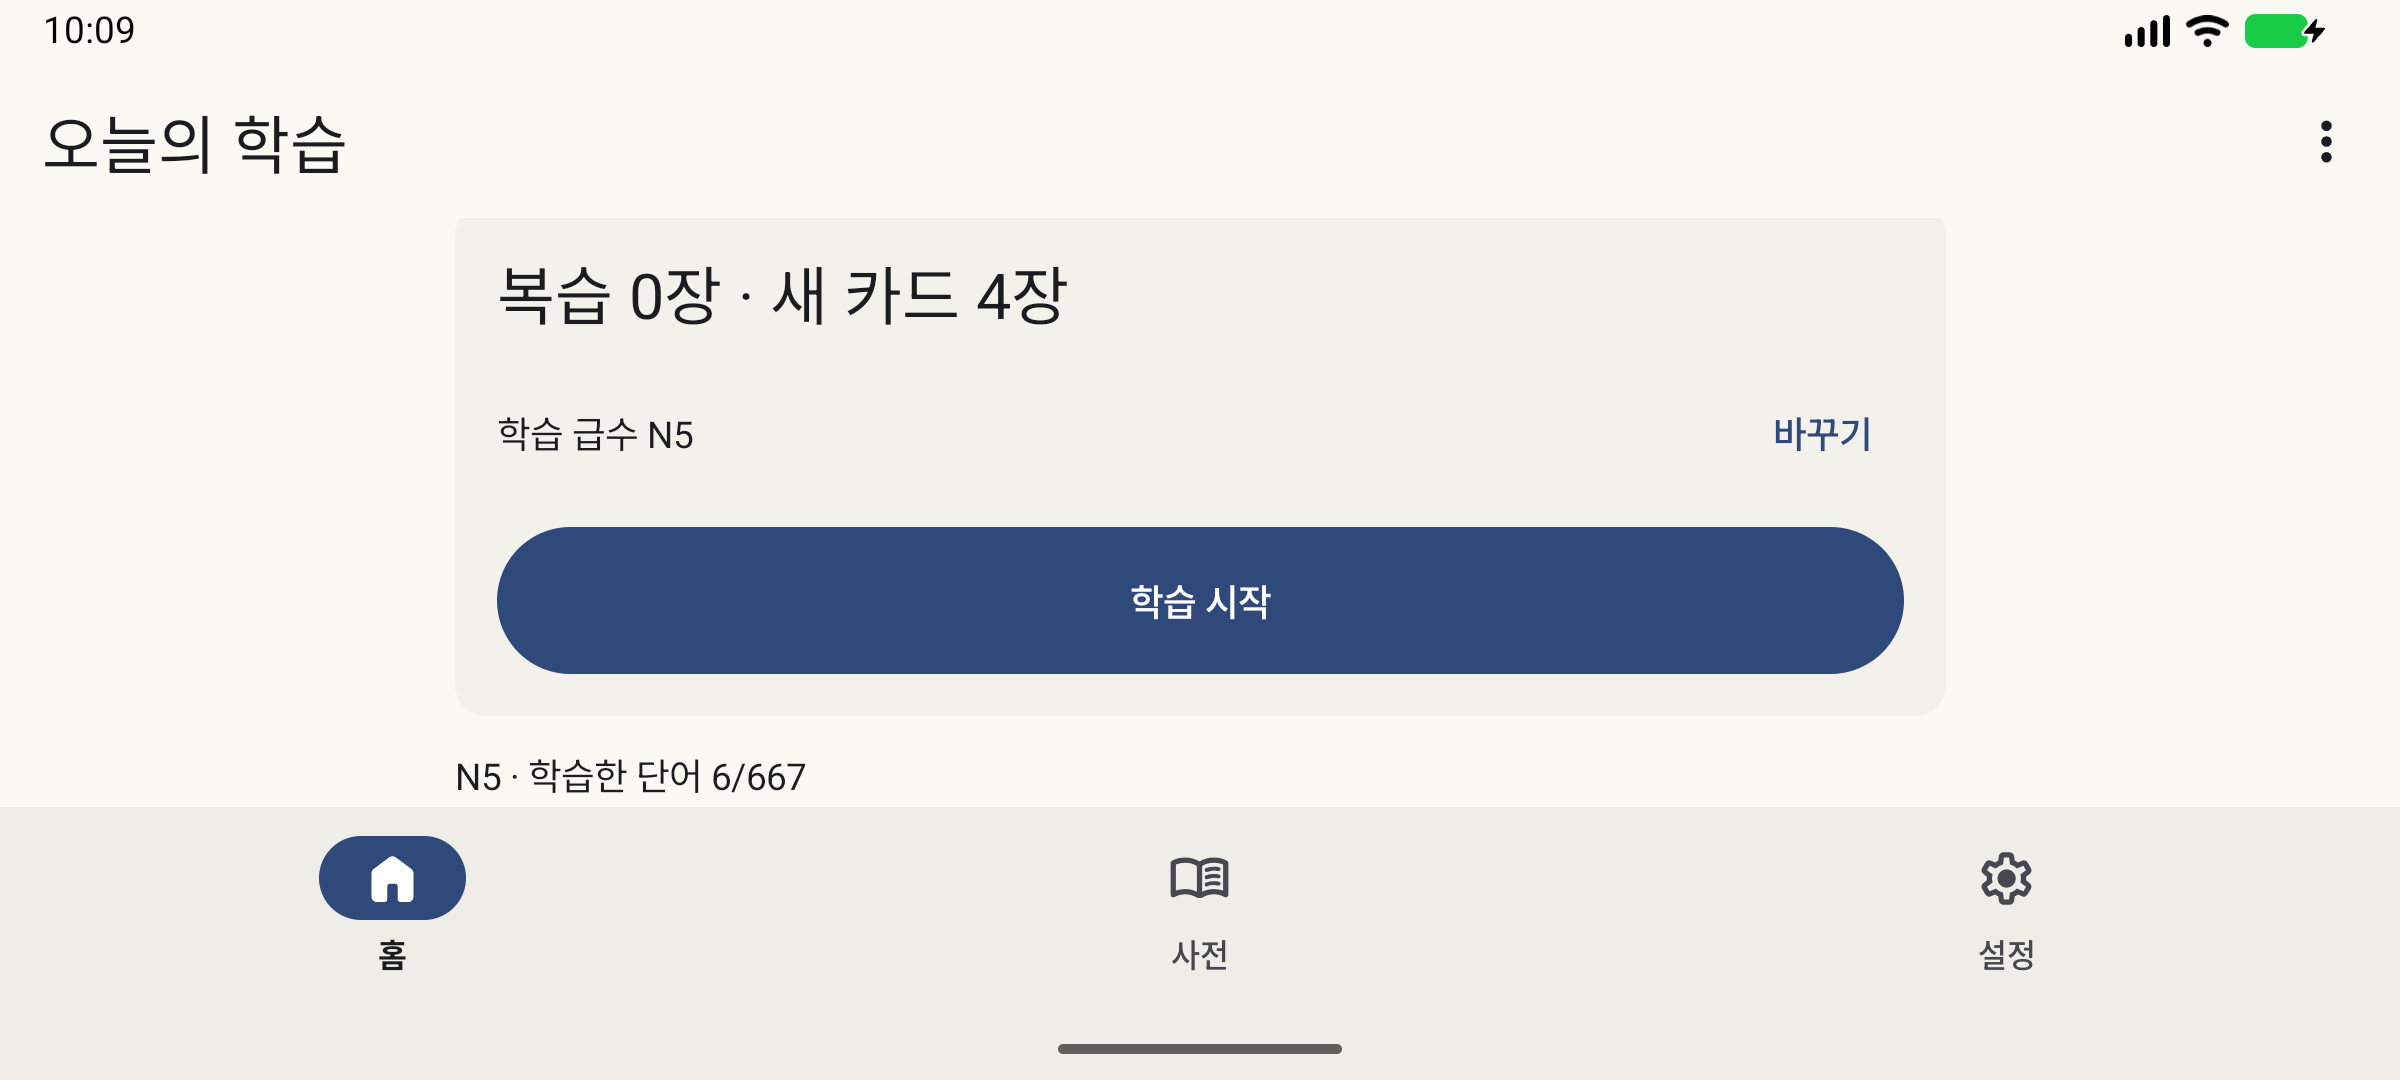 10:09
오늘의 학습
복습 0장 · 새 카드 4장
학습 급수 N5
바꾸기
학습 시작
N5 · 학습한 단어 6/667
홈
사전
설정